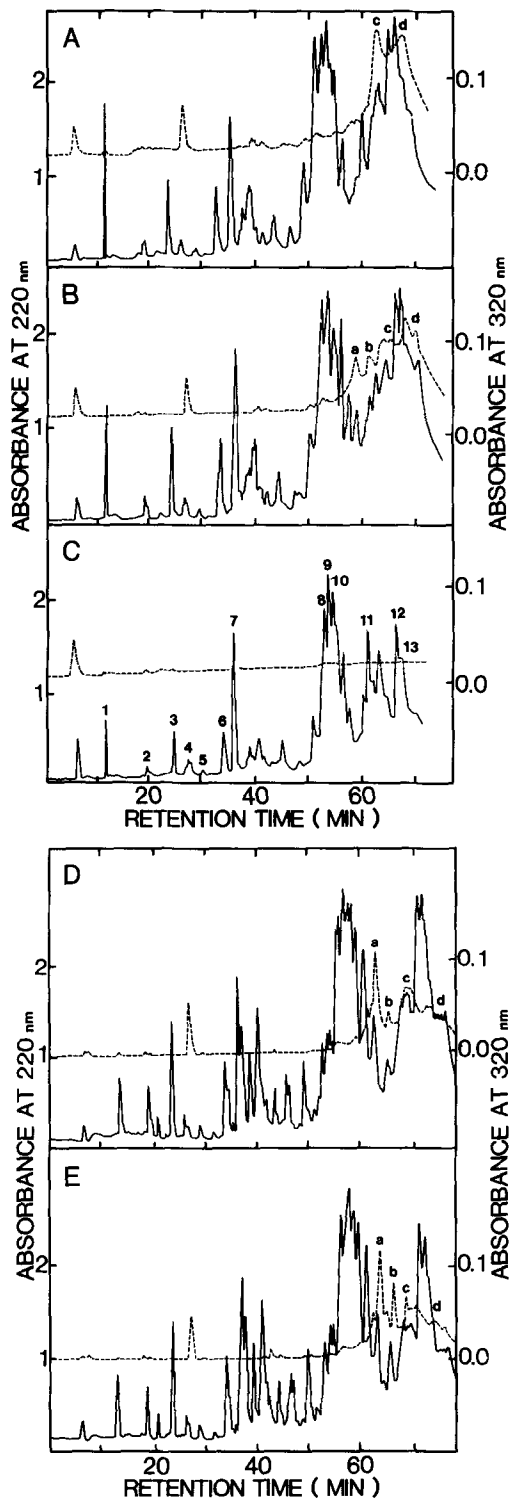 A
c
d
2
0.1
1
0.0
B
2
a
b
c
d
0.1
1
0.0
C
2
9
8
10
0.1
7
11
12
13
1
0.0
1
2
3
4
5
6
20
40
60
RETENTION TIME ( MIN )
ABSORBANCE AT 220 nm
ABSORBANCE AT 320 nm
D
2
a
b
c
d
0.1
1
0.0
E
2
a
b
c
d
0.1
1
0.0
20
40
60
RETENTION TIME ( MIN )
ABSORBANCE AT 220 nm
ABSORBANCE AT 320 nm